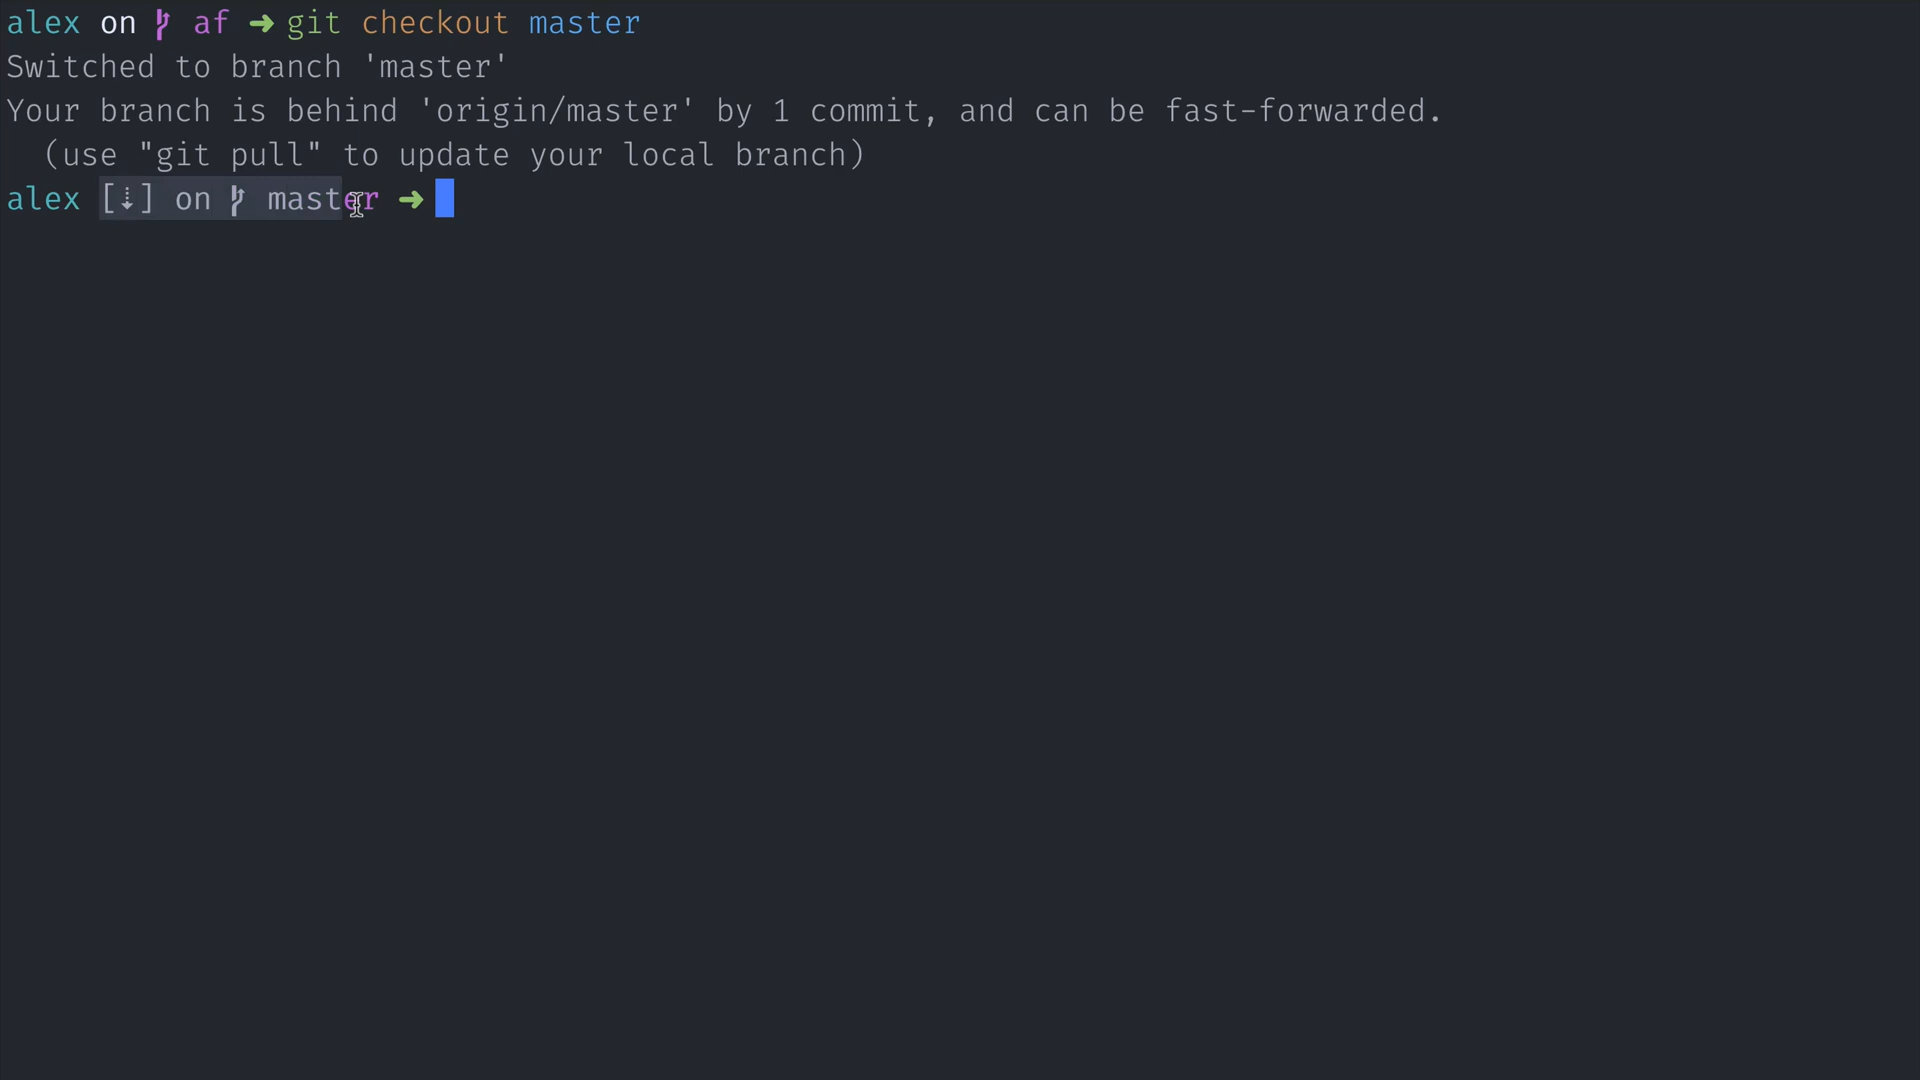 alex on  af ➜ git checkout master
Switched to branch 'master'
Your branch is behind 'origin/master' by 1 commit, and can be fast-forwarded.
  (use "git pull" to update your local branch)
alex [⇣] on  master ➜